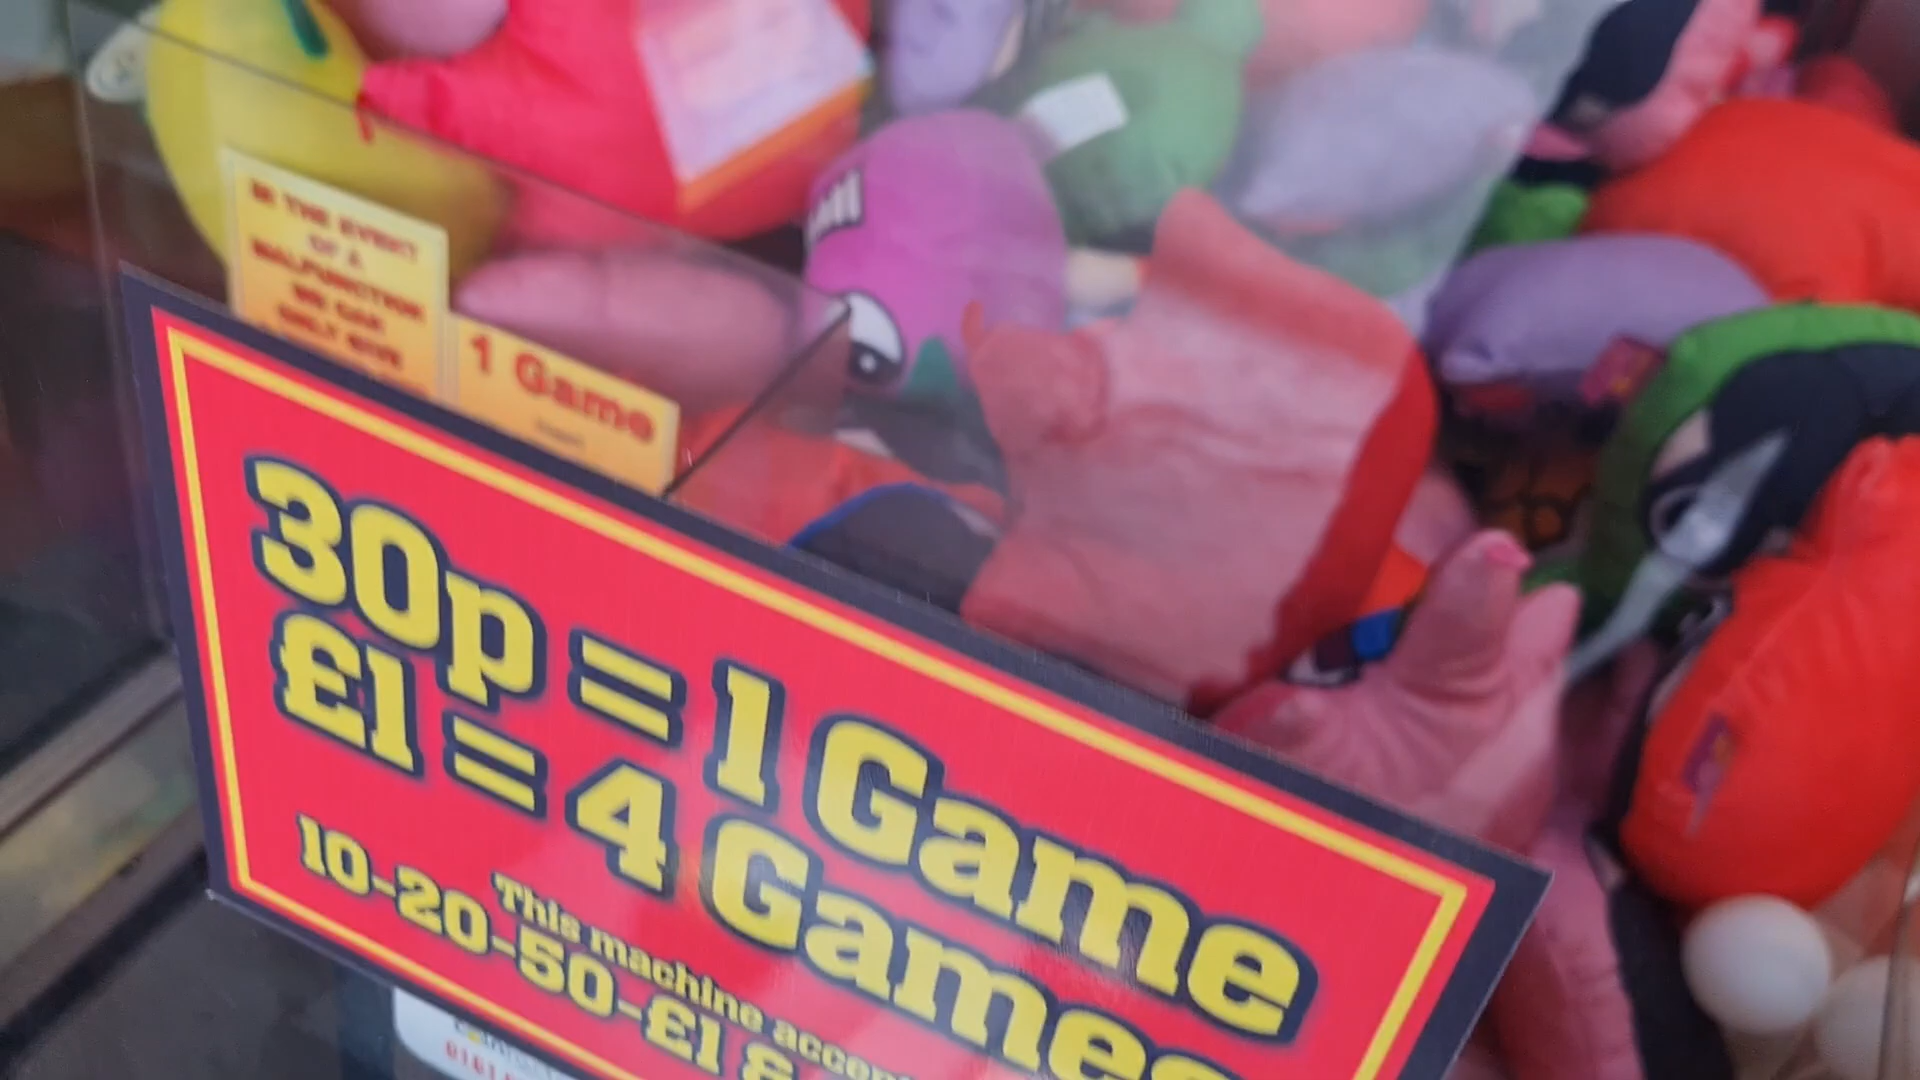 IN THE EVENT
OF A
MALFUNCTION
WE CAN
ONLY GIVE
1 Game
30p = 1 Game
£1 = 4 Games
This machine accepts
10-20-50-£1 &